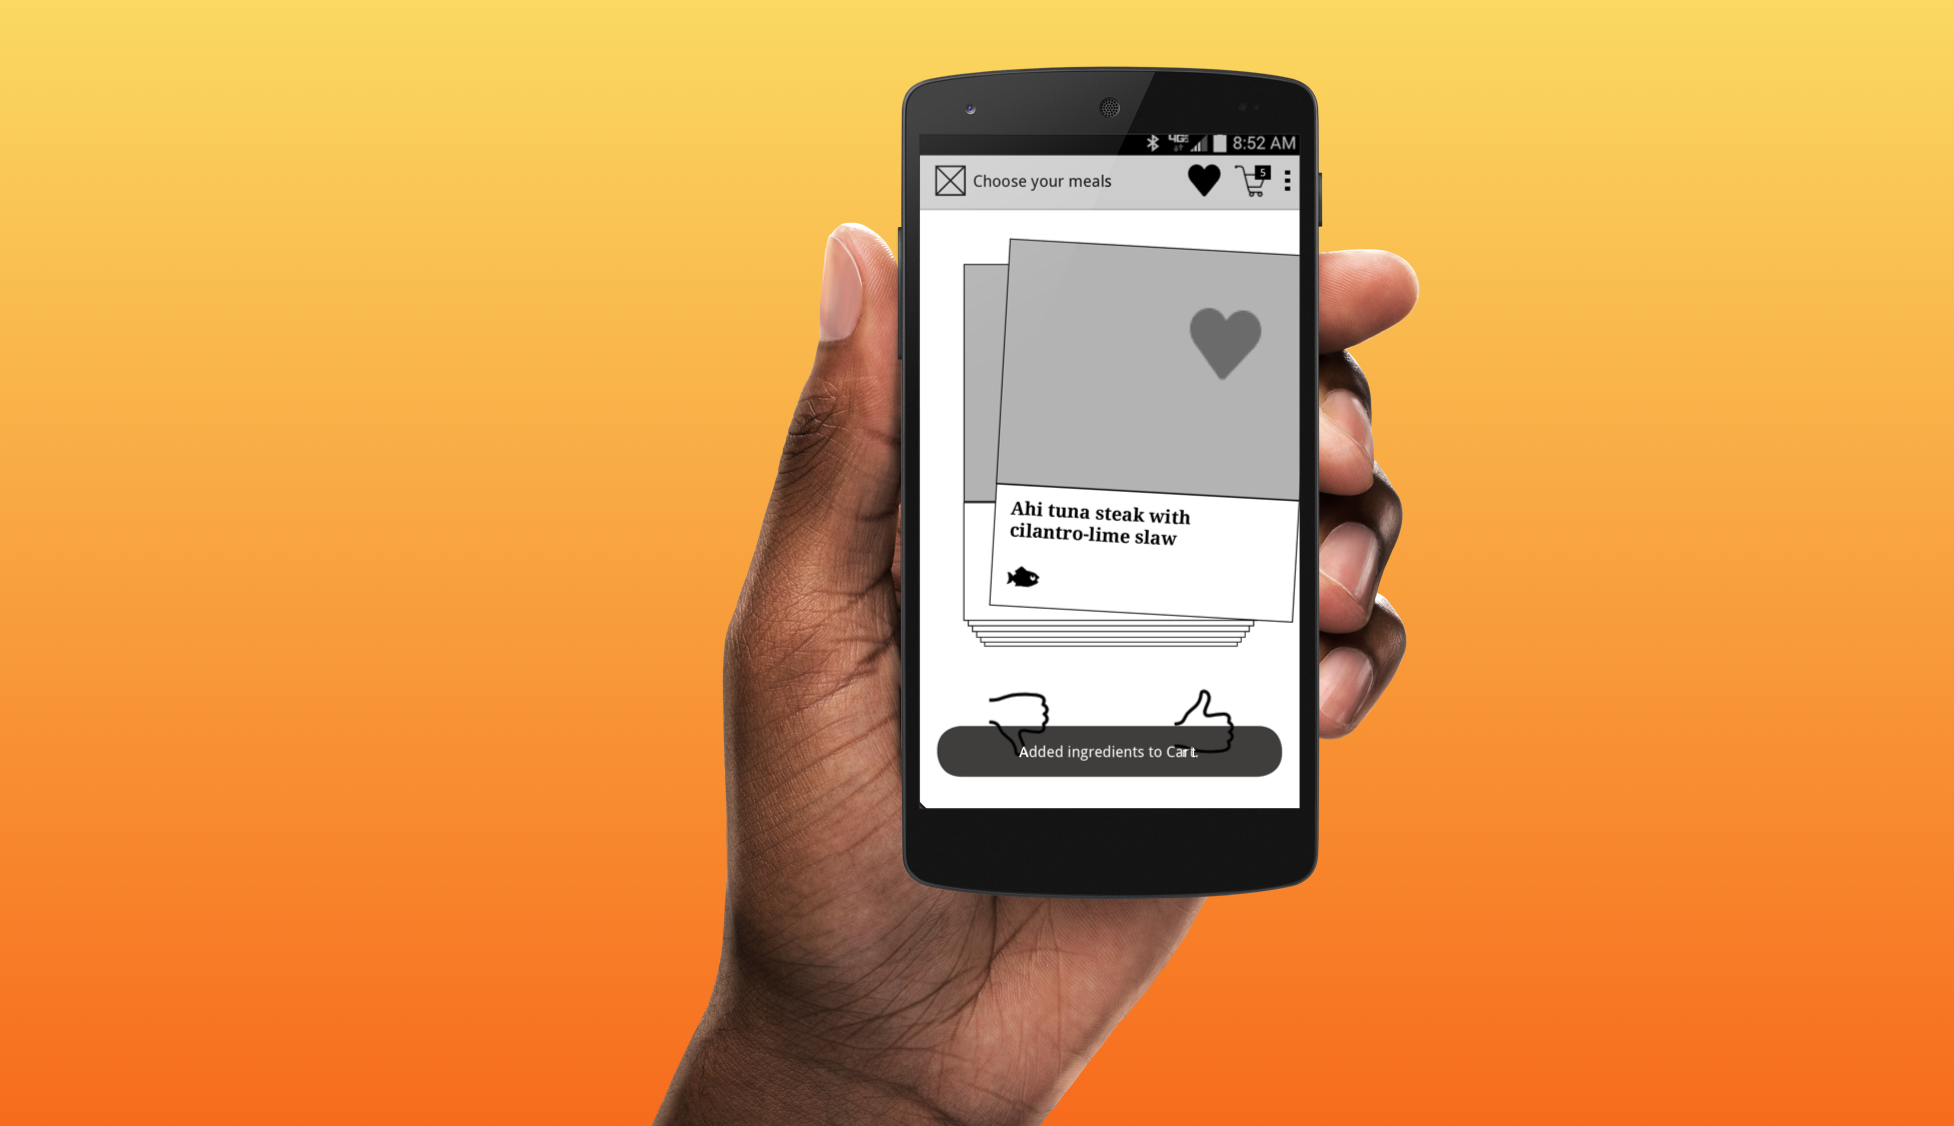 4G
8:52 AM
Choose your meals
5
Ahi tuna steak with
cilantro-lime slaw
Added ingredients to Cart.